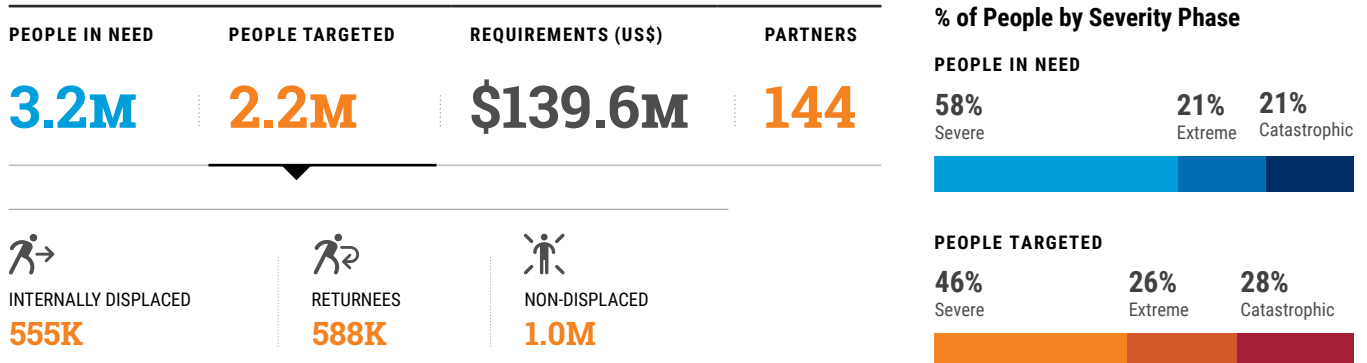 PEOPLE IN NEED
3.2M
PEOPLE TARGETED
2.2M
REQUIREMENTS (US$)
$139.6M
PARTNERS
144
INTERNALLY DISPLACED
555K
RETURNEES
588K
NON-DISPLACED
1.0M
% of People by Severity Phase
PEOPLE IN NEED
58%
Severe
21%
Extreme
21%
Catastrophic
PEOPLE TARGETED
46%
Severe
26%
Extreme
28%
Catastrophic